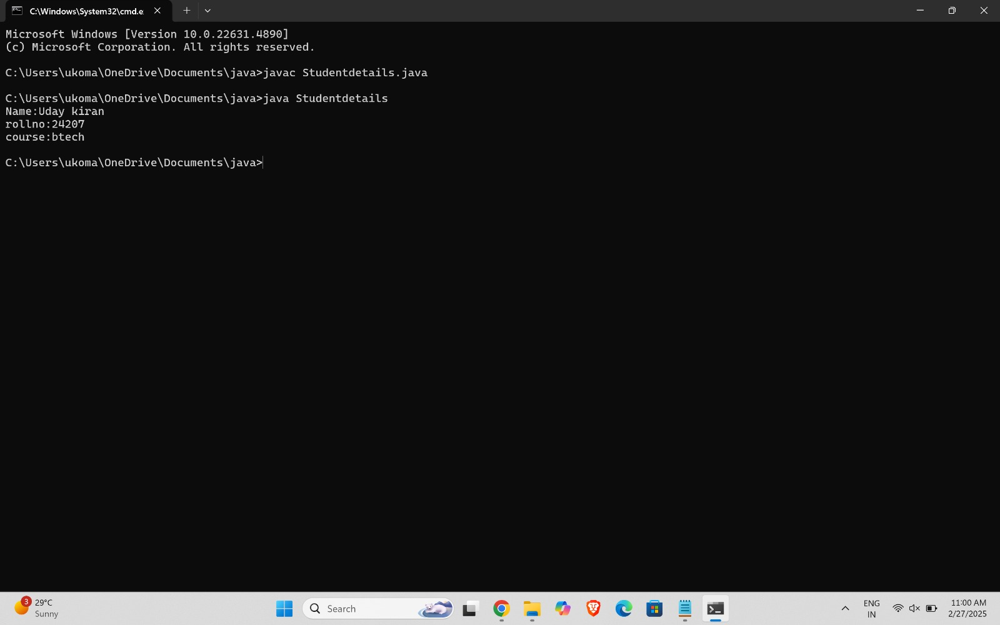 C:\Windows\System32\cmd.e
Microsoft Windows [Version 10.0.22631.4890]
(c) Microsoft Corporation. All rights reserved.
C:\Users\ukoma\OneDrive\Documents\java>javac Studentdetails.java
C:\Users\ukoma\OneDrive\Documents\java>java Studentdetails
Name:Uday kiran
rollno:24207
course:btech
C:\Users\ukoma\OneDrive\Documents\java>
3
29°C
Sunny
Search
ENG
IN
11:00 AM
2/27/2025